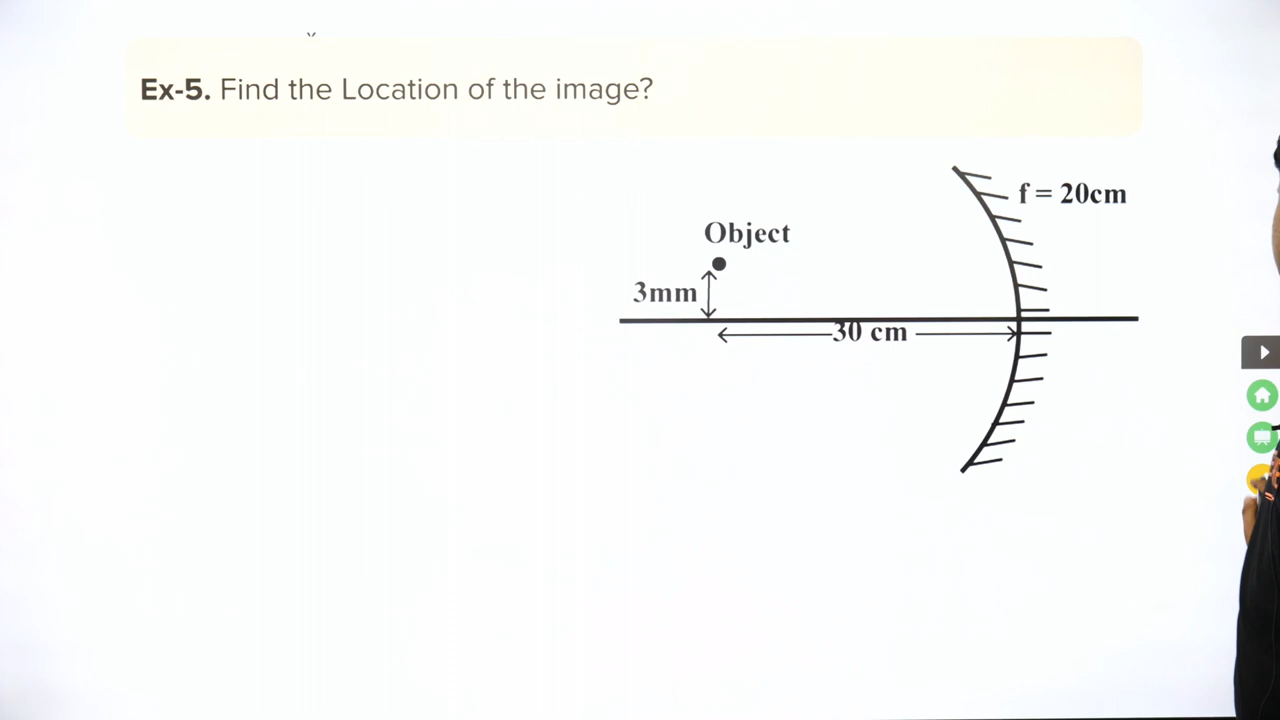 Ex-5. Find the Location of the image?
f = 20cm
Object
3mm
30 cm